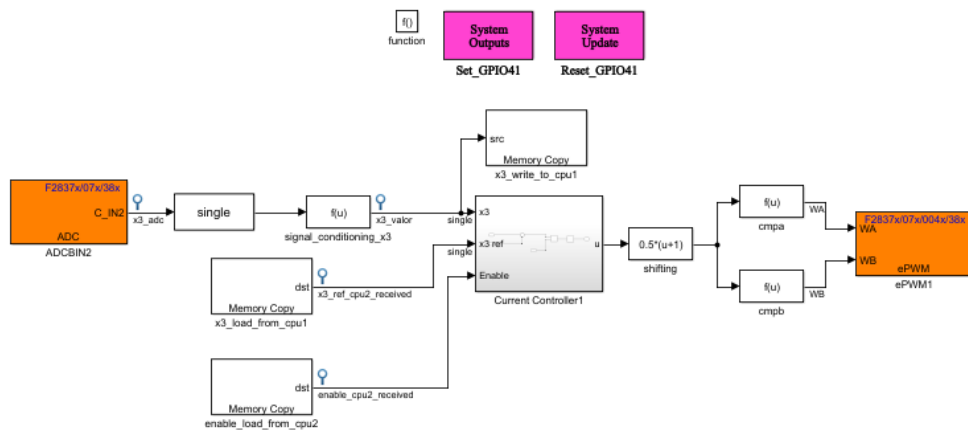 f()
function
System
Outputs
Set_GPIO41
System
Update
Reset_GPIO41
src
Memory Copy
x3_write_to_cpu1
F2837x/07x/38x
C_IN2
ADC
ADCBIN2
x3_adc
single
f(u)
signal_conditioning_x3
x3_valor
single
x3
x3 ref
single
Enable
u
Current Controller1
0.5*(u+1)
shifting
f(u)
cmpa
WA
f(u)
cmpb
WB
F2837x/07x/004x/38x
WA
WB
ePWM
ePWM1
dst
Memory Copy
x3_load_from_cpu1
x3_ref_cpu2_received
dst
Memory Copy
enable_load_from_cpu2
enable_cpu2_received